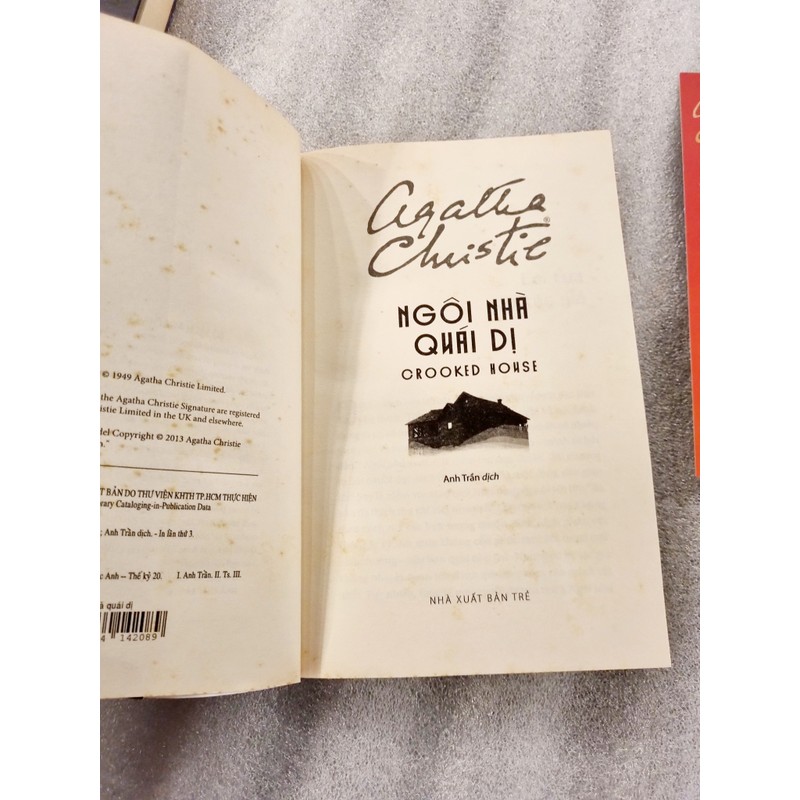 © 1949 Agatha Christie Limited.
the Agatha Christie Signature are registered
Limited in the UK and elsewhere.
Copyright © 2013 Agatha Christie
BẢN DO THƯ VIỆN KHTH TP.HCM THỰC HIỆN
Cataloging-in-Publication Data
; Anh Trần dịch. - In lần thứ 3.
Anh -- Thế kỷ 20. I. Anh Trần. II. Ts. III.
quái dị
4 142089
Agatha
Christie®
NGÔI NHÀ
QUÁI DỊ
CROOKED HOUSE
Anh Trần dịch
NHÀ XUẤT BẢN TRẺ